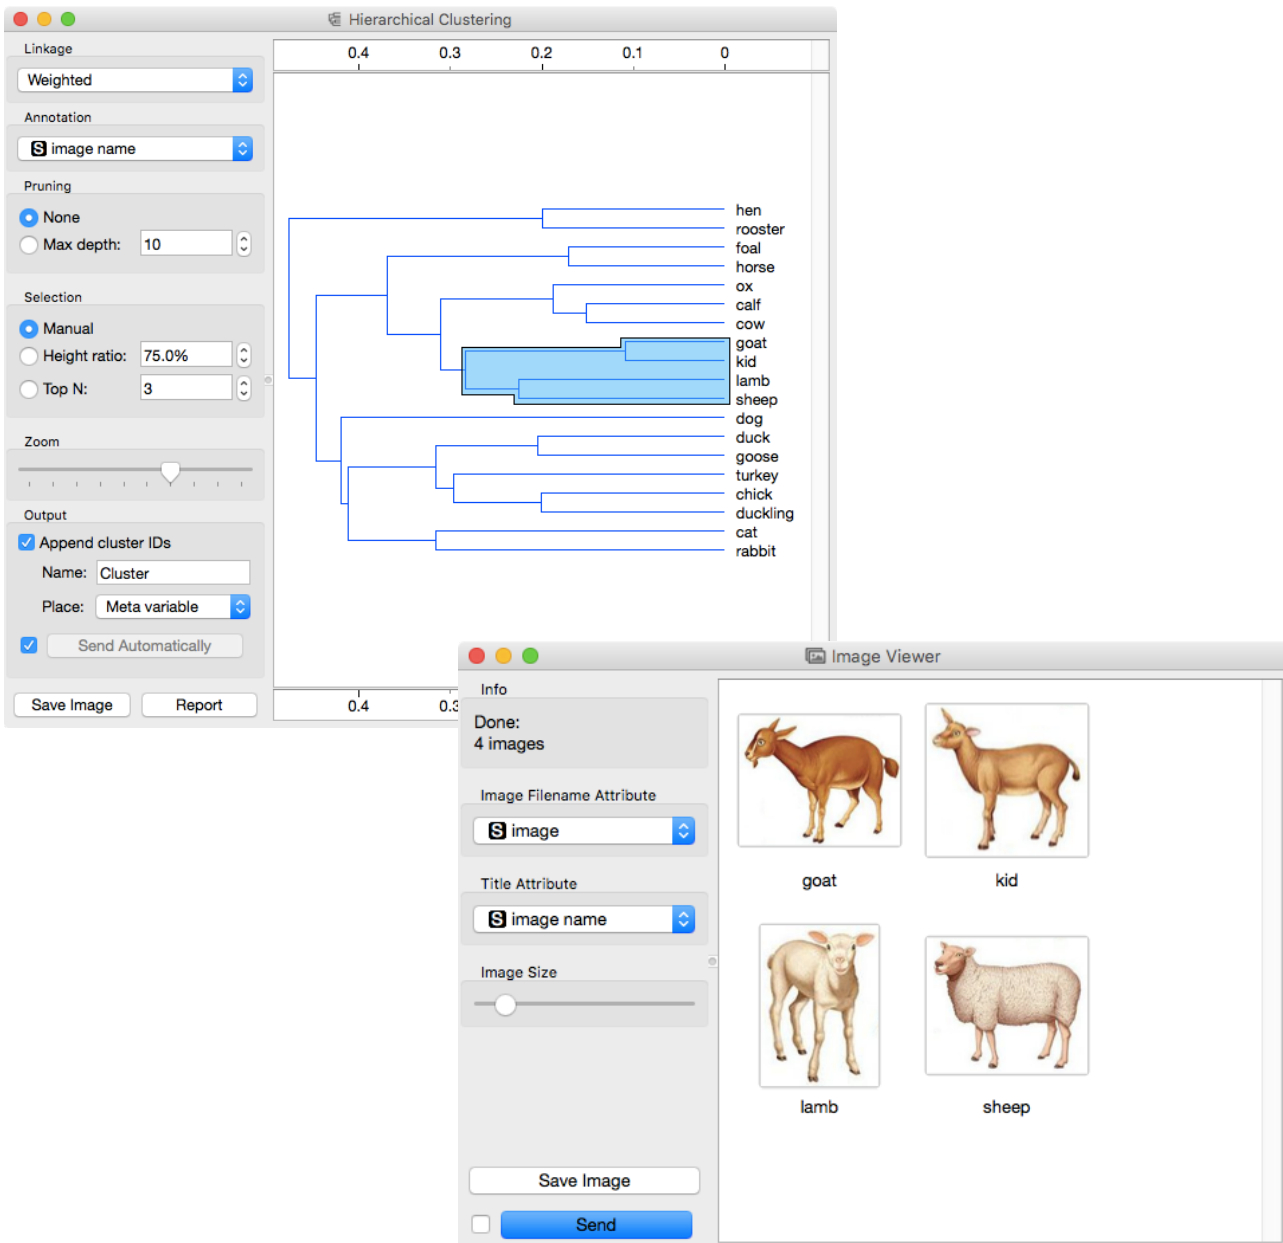 Hierarchical Clustering
Linkage
Weighted
Annotation
S image name
Pruning
None
Max depth: 10
Selection
Manual
Height ratio: 75.0%
Top N: 3
Zoom
Output
Append cluster IDs
Name: Cluster
Place: Meta variable
Send Automatically
Save Image Report
0.4 0.3 0.2 0.1 0
hen
rooster
foal
horse
ox
calf
cow
goat
kid
lamb
sheep
dog
duck
goose
turkey
chick
duckling
cat
rabbit
0.4 0.3
Image Viewer
Info
Done:
4 images
Image Filename Attribute
S image
Title Attribute
S image name
Image Size
Save Image
Send
goat kid
lamb sheep